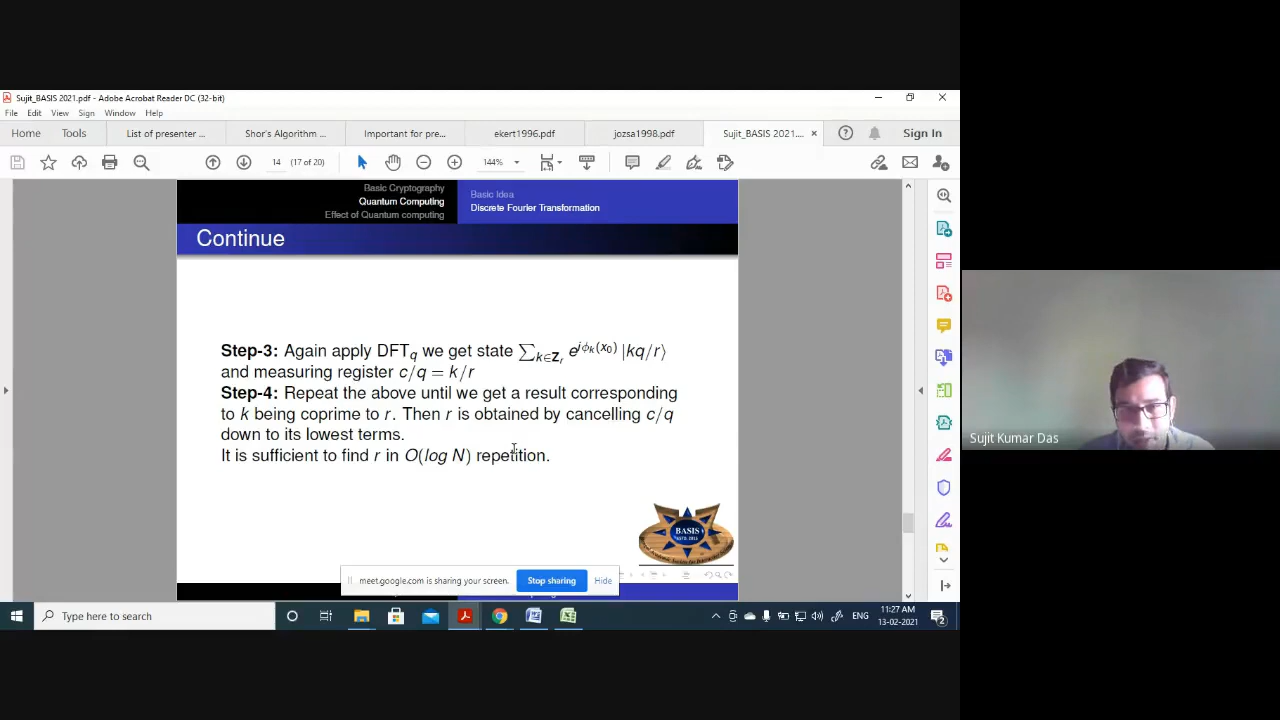 Sujit_BASIS 2021.pdf - Adobe Acrobat Reader DC (32-bit)
File Edit View Sign Window Help
Home Tools List of presenter ... Shor's Algorithm ... Important for pre... ekert1996.pdf jozsa1998.pdf Sujit_BASIS 2021.... × Sign In
14 (17 of 20) 144%
Basic Cryptography
Quantum Computing
Effect of Quantum computing
Basic Idea
Discrete Fourier Transformation
Continue
Step-3: Again apply DFT_q we get state ∑_{k∈Z_r} e^{iϕ_k(x_0)} |kq/r⟩
and measuring register c/q = k/r
Step-4: Repeat the above until we get a result corresponding
to k being coprime to r. Then r is obtained by cancelling c/q
down to its lowest terms.
It is sufficient to find r in O(log N) repetition.
BASIS
meet.google.com is sharing your screen. Stop sharing Hide
Sujit Kumar Das
Type here to search
ENG
11:27 AM
13-02-2021
2